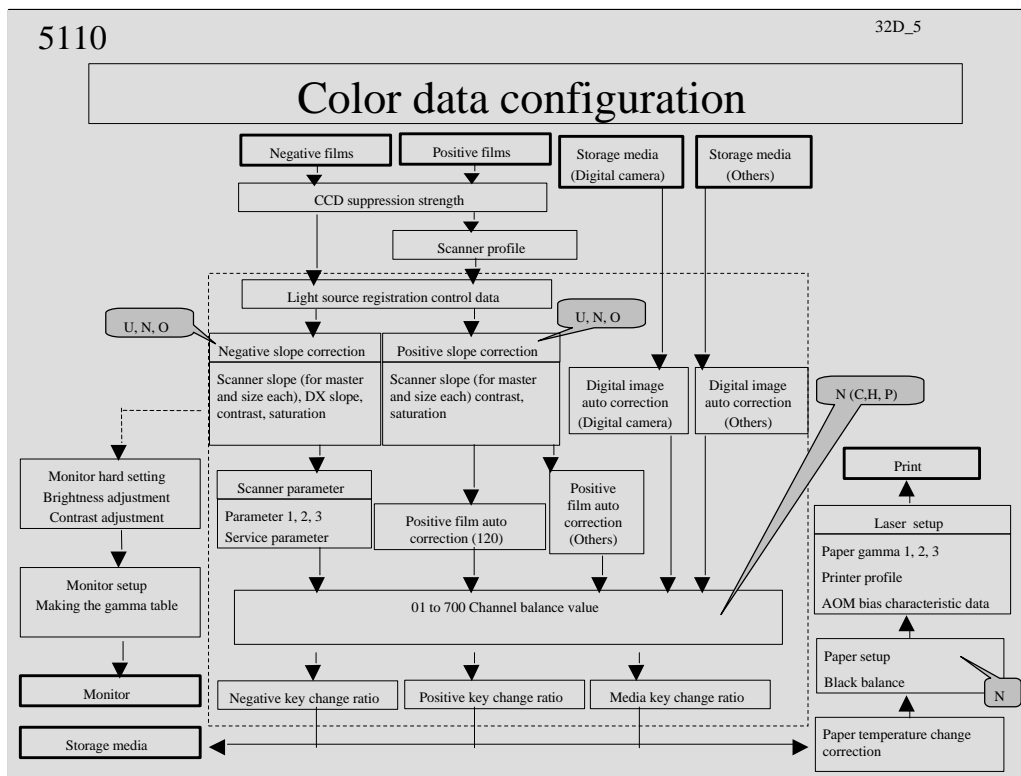 5110
32D_5
Color data configuration
Negative films
Positive films
Storage media
(Digital camera)
Storage media
(Others)
CCD suppression strength
Scanner profile
Light source registration control data
U, N, O
U, N, O
Negative slope correction
Scanner slope (for master
and size each), DX slope,
contrast, saturation
Positive slope correction
Scanner slope (for master
and size each) contrast,
saturation
Digital image
auto correction
(Digital camera)
Digital image
auto correction
(Others)
N (C,H, P)
Monitor hard setting
Brightness adjustment
Contrast adjustment
Scanner parameter
Parameter 1, 2, 3
Service parameter
Positive film auto
correction (120)
Positive
film auto
correction
(Others)
Print
Laser setup
Paper gamma 1, 2, 3
Printer profile
AOM bias characteristic data
Monitor setup
Making the gamma table
01 to 700 Channel balance value
Paper setup
Black balance
N
Monitor
Negative key change ratio
Positive key change ratio
Media key change ratio
Storage media
Paper temperature change
correction